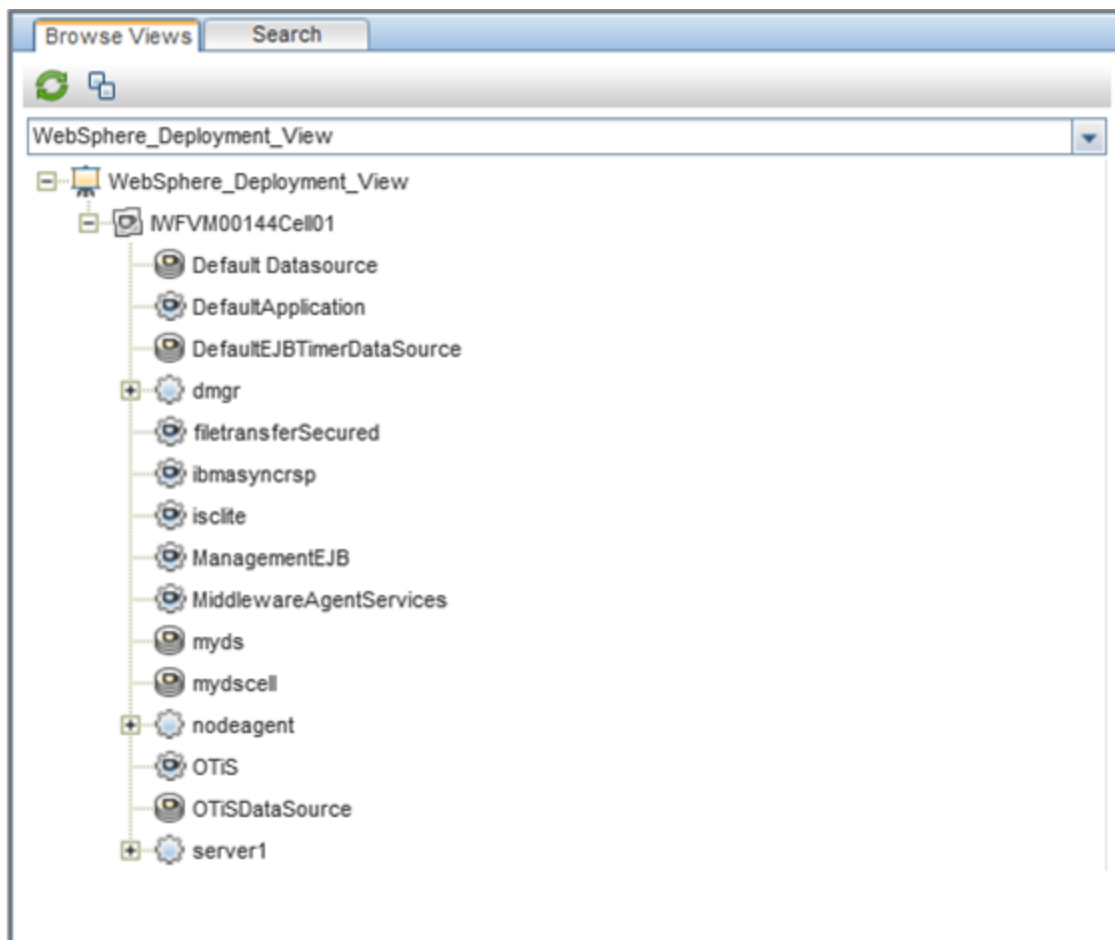 Browse Views Search
WebSphere_Deployment_View
WebSphere_Deployment_View
IWFVM00144Cell01
Default Datasource
DefaultApplication
DefaultEJBTimerDataSource
dmgr
filetransferSecured
ibmasyncrsp
isclite
ManagementEJB
MiddlewareAgentServices
myds
mydscell
nodeagent
OTiS
OTiSDataSource
server1